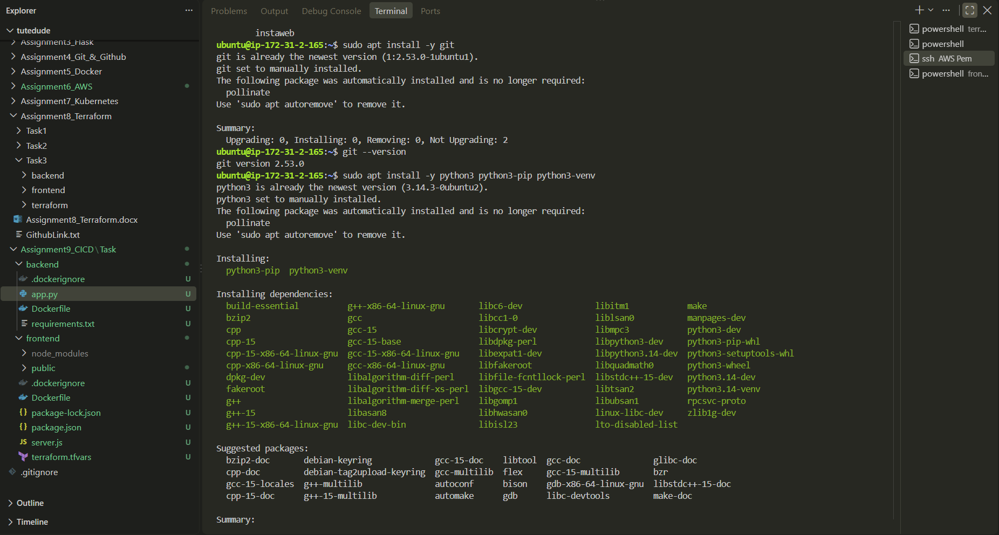 Explorer
tutedude
Assignment3_Flask
Assignment4_Git_&_Github
Assignment5_Docker
Assignment6_AWS
Assignment7_Kubernetes
Assignment8_Terraform
Task1
Task2
Task3
backend
frontend
terraform
Assignment8_Terraform.docx
GithubLink.txt
Assignment9_CICD\Task
backend
.dockerignore U
app.py U
Dockerfile U
requirements.txt U
frontend
node_modules
public
.dockerignore U
Dockerfile U
package-lock.json U
package.json U
JS server.js U
terraform.tfvars U
.gitignore
Outline
Timeline
Problems Output Debug Console Terminal Ports
instaweb
ubuntu@ip-172-31-2-165:~$ sudo apt install -y git
git is already the newest version (1:2.53.0-1ubuntu1).
git set to manually installed.
The following package was automatically installed and is no longer required:
  pollinate
Use 'sudo apt autoremove' to remove it.
Summary:
  Upgrading: 0, Installing: 0, Removing: 0, Not Upgrading: 2
ubuntu@ip-172-31-2-165:~$ git --version
git version 2.53.0
ubuntu@ip-172-31-2-165:~$ sudo apt install -y python3 python3-pip python3-venv
python3 is already the newest version (3.14.3-0ubuntu2).
python3 set to manually installed.
The following package was automatically installed and is no longer required:
  pollinate
Use 'sudo apt autoremove' to remove it.
Installing:
  python3-pip  python3-venv
Installing dependencies:
  build-essential g++-x86-64-linux-gnu libc6-dev libitm1 make
  bzip2 gcc libcc1-0 liblsan0 manpages-dev
  cpp gcc-15 libcrypt-dev libmpc3 python3-dev
  cpp-15 gcc-15-base libdpkg-perl libpython3-dev python3-pip-whl
  cpp-15-x86-64-linux-gnu gcc-15-x86-64-linux-gnu libexpat1-dev libpython3.14-dev python3-setuptools-whl
  cpp-x86-64-linux-gnu gcc-x86-64-linux-gnu libfakeroot libquadmath0 python3-wheel
  dpkg-dev libalgorithm-diff-perl libfile-fcntllock-perl libstdc++-15-dev python3.14-dev
  fakeroot libalgorithm-diff-xs-perl libgcc-15-dev libtsan2 python3.14-venv
  g++ libalgorithm-merge-perl libgomp1 libubsan1 rpcsvc-proto
  g++-15 libasan8 libhwasan0 linux-libc-dev zlib1g-dev
  g++-15-x86-64-linux-gnu libc-dev-bin libisl23 lto-disabled-list
Suggested packages:
  bzip2-doc debian-keyring gcc-15-doc libtool gcc-doc glibc-doc
  cpp-doc debian-tag2upload-keyring gcc-multilib flex gcc-15-multilib bzr
  gcc-15-locales g++-multilib autoconf bison gdb-x86-64-linux-gnu libstdc++-15-doc
  cpp-15-doc g++-15-multilib automake gdb libc-devtools make-doc
Summary:
powershell terr...
powershell
ssh AWS Pem
powershell fron...